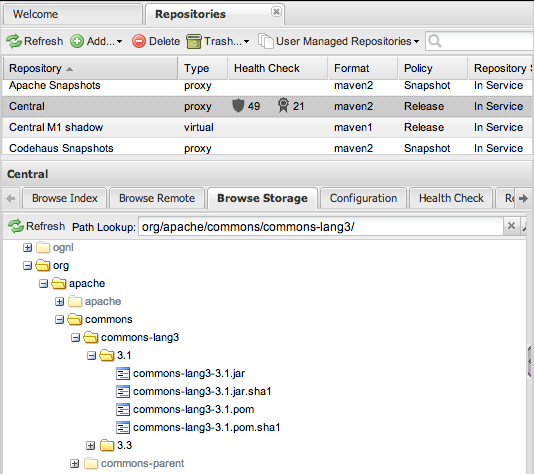 Welcome Repositories
Refresh Add... Delete Trash... User Managed Repositories
Repository Type Health Check Format Policy Repository S
Apache Snapshots proxy maven2 Snapshot In Service
Central proxy 49 21 maven2 Release In Service
Central M1 shadow virtual maven1 Release In Service
Codehaus Snapshots proxy maven2 Snapshot In Service
Central
Browse Index Browse Remote Browse Storage Configuration Health Check
Refresh Path Lookup: org/apache/commons/commons-lang3/
ognl
org
apache
apache
commons
commons-lang3
3.1
commons-lang3-3.1.jar
commons-lang3-3.1.jar.sha1
commons-lang3-3.1.pom
commons-lang3-3.1.pom.sha1
3.3
commons-parent